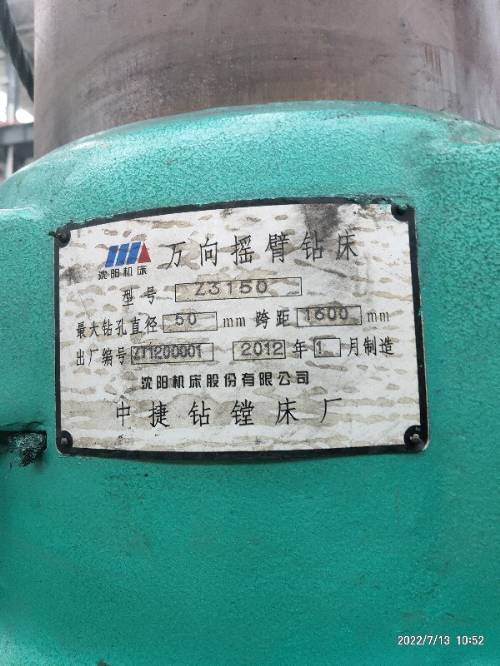 沈阳机床
万向摇臂钻床
型号 Z3150
最大钻孔直径 50 mm 跨距 1600 mm
出厂编号 ZT1200001 2012 年 1 月制造
沈阳机床股份有限公司
中捷钻镗床厂
2022/7/13 10:52